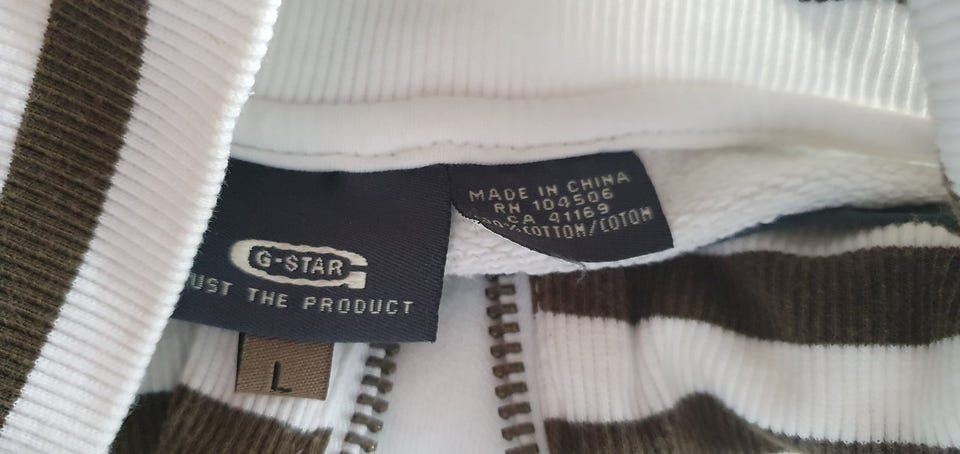 G-STAR
UST THE PRODUCT
L
MADE IN CHINA
RN 104506
CA 41169
COTTON/COTON